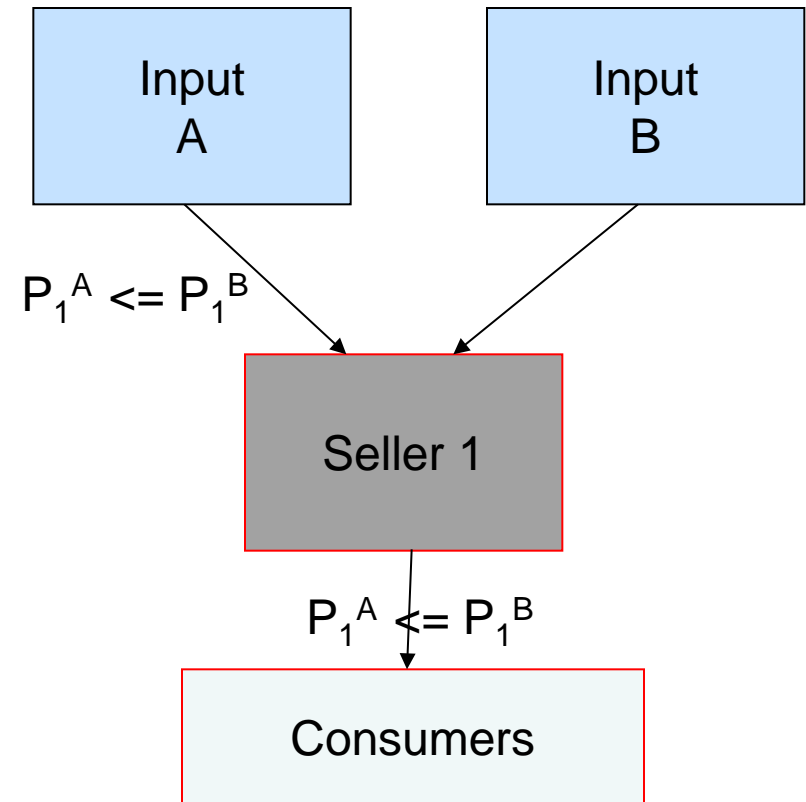 Input
A
Input
B
P₁ᴬ <= P₁ᴮ
Seller 1
P₁ᴬ <= P₁ᴮ
Consumers